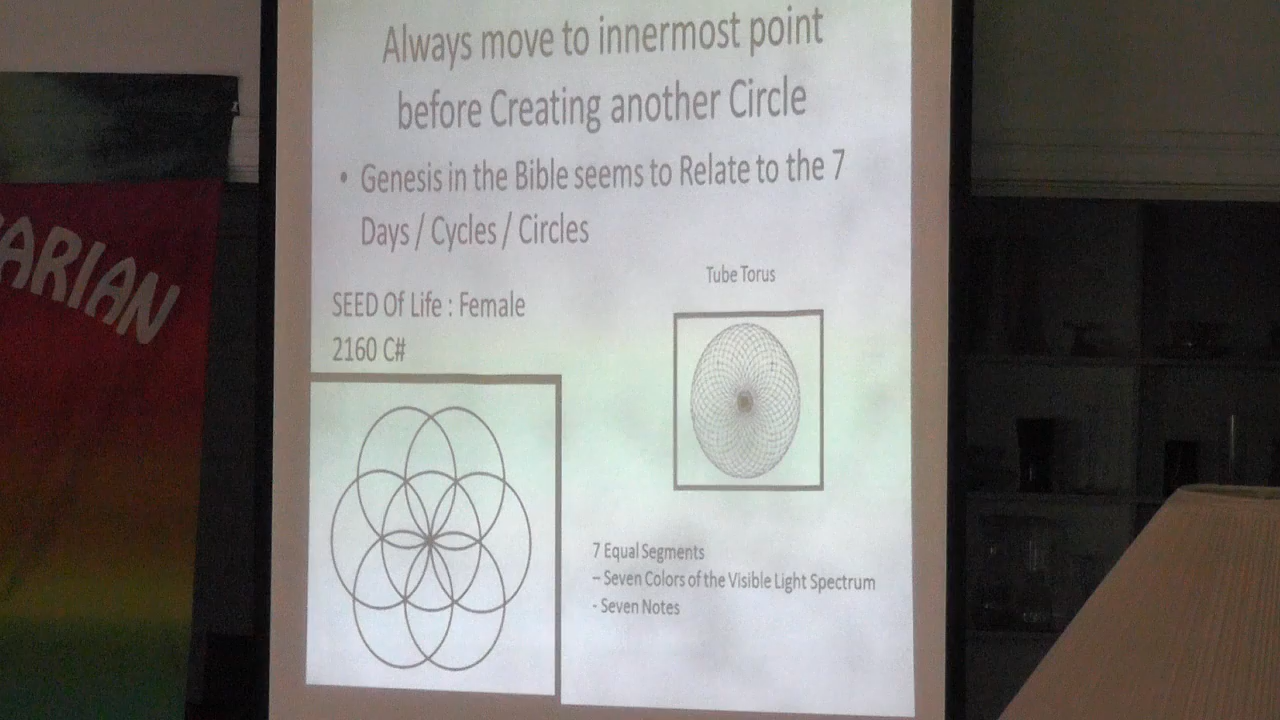 Always move to innermost point
before Creating another Circle
• Genesis in the Bible seems to Relate to the 7
Days / Cycles / Circles
Tube Torus
SEED Of Life : Female
2160 C#
7 Equal Segments
– Seven Colors of the Visible Light Spectrum
- Seven Notes
ARIAN